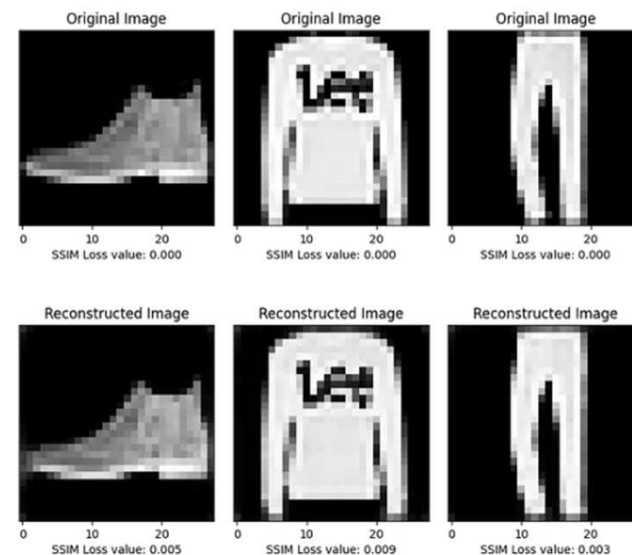 Original Image Original Image Original Image
Lee
0 10 20 0 10 20 0 10 20
SSIM Loss value: 0.000 SSIM Loss value: 0.000 SSIM Loss value: 0.000
Reconstructed Image Reconstructed Image Reconstructed Image
Lee
0 10 20 0 10 20 0 10 20
SSIM Loss value: 0.005 SSIM Loss value: 0.009 SSIM Loss value: 0.003